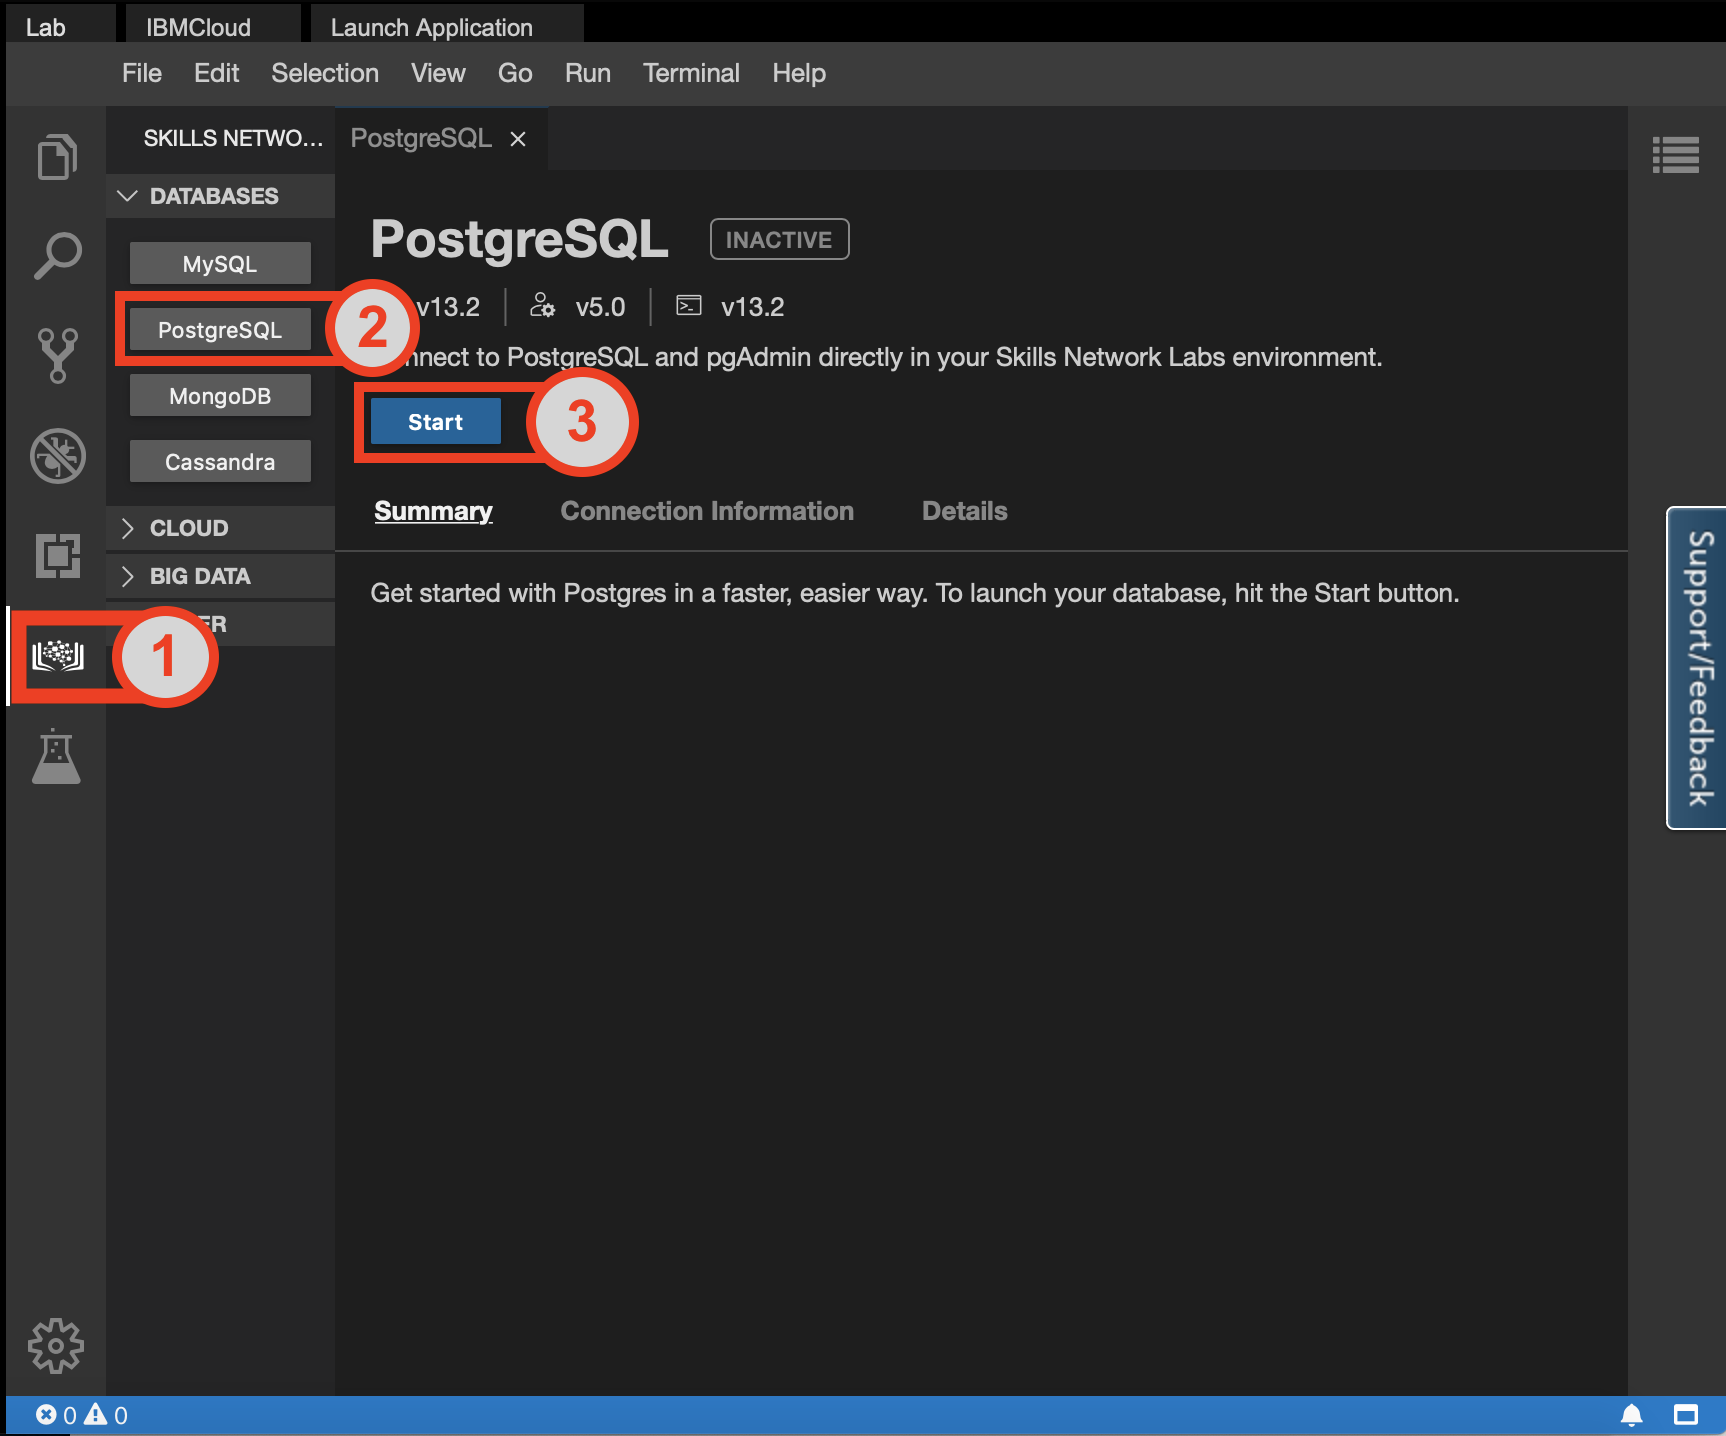 Lab IBMCloud Launch Application
File Edit Selection View Go Run Terminal Help
SKILLS NETWO... PostgreSQL
DATABASES
PostgreSQL INACTIVE
MySQL
v13.2 v5.0 v13.2
PostgreSQL 2
nnect to PostgreSQL and pgAdmin directly in your Skills Network Labs environment.
MongoDB
Start 3
Cassandra
Summary Connection Information Details
CLOUD
BIG DATA
Get started with Postgres in a faster, easier way. To launch your database, hit the Start button.
ER
1
Support/Feedback
0 0